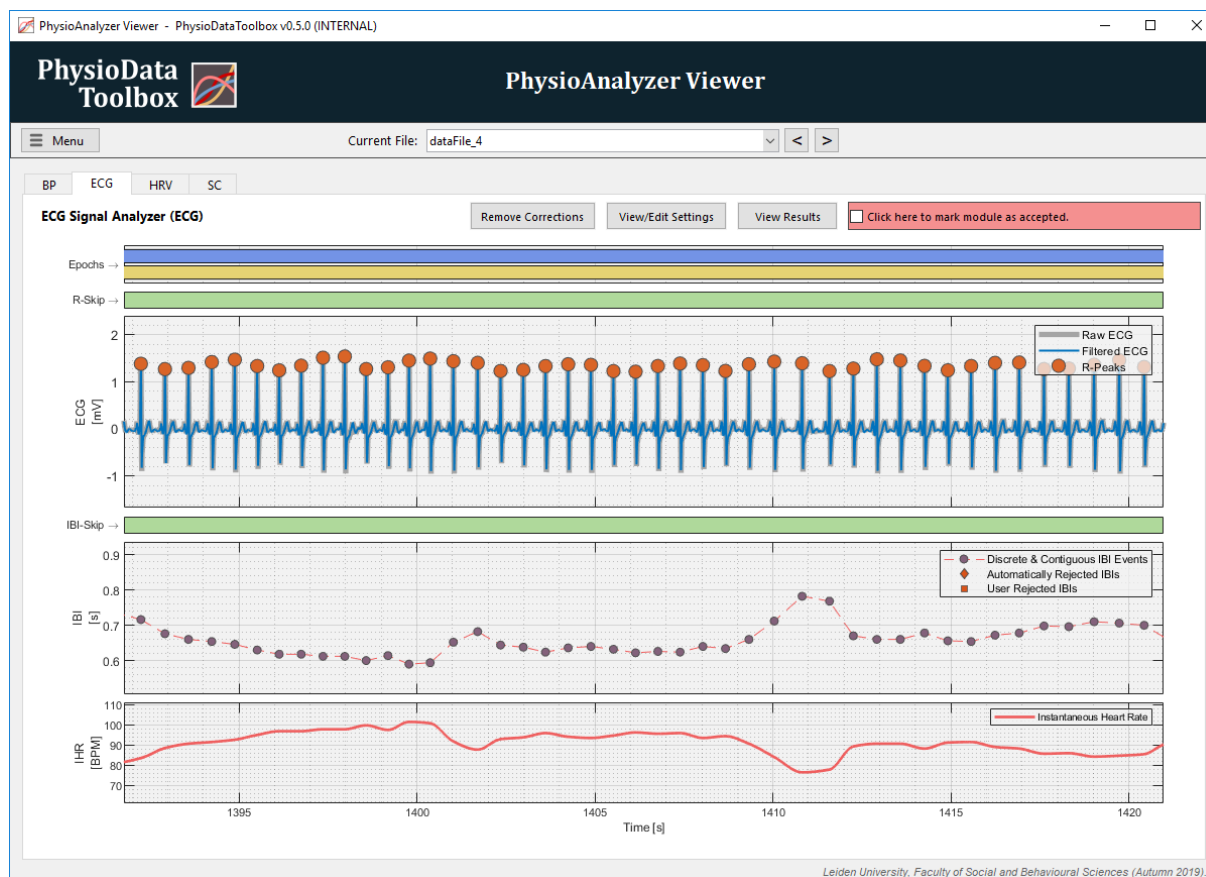 PhysioAnalyzer Viewer - PhysioDataToolbox v0.5.0 (INTERNAL)
PhysioData
Toolbox
PhysioAnalyzer Viewer
Menu
Current File: dataFile_4
< >
BP ECG HRV SC
ECG Signal Analyzer (ECG)
Remove Corrections View/Edit Settings View Results Click here to mark module as accepted.
Epochs →
R-Skip →
2
1
0
-1
ECG
[mV]
Raw ECG
Filtered ECG
R-Peaks
IBI-Skip →
0.9
0.8
0.7
0.6
IBI
[s]
Discrete & Contiguous IBI Events
Automatically Rejected IBIs
User Rejected IBIs
110
100
90
80
70
IHR
[BPM]
Instantaneous Heart Rate
1395 1400 1405 1410 1415 1420
Time [s]
Leiden University, Faculty of Social and Behavioural Sciences (Autumn 2019).